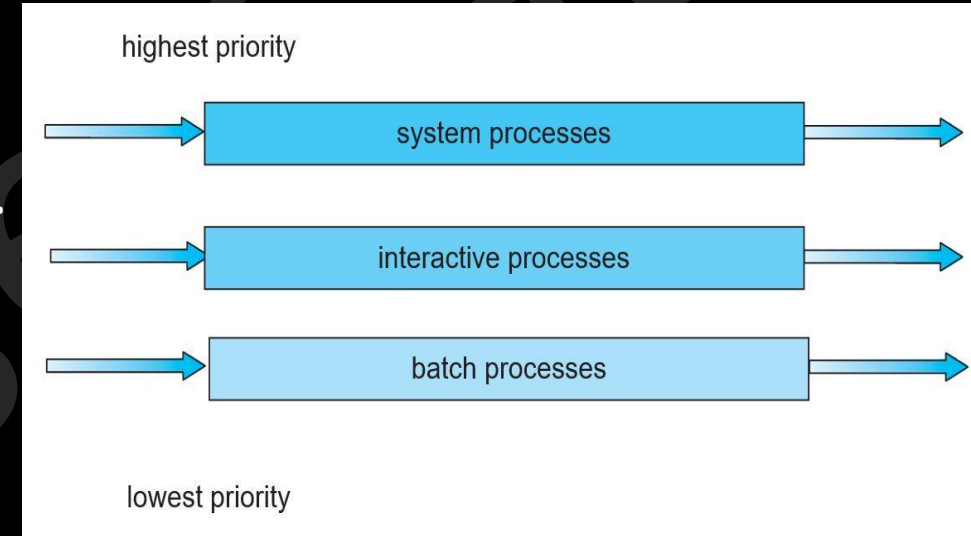 highest priority
system processes
interactive processes
batch processes
lowest priority